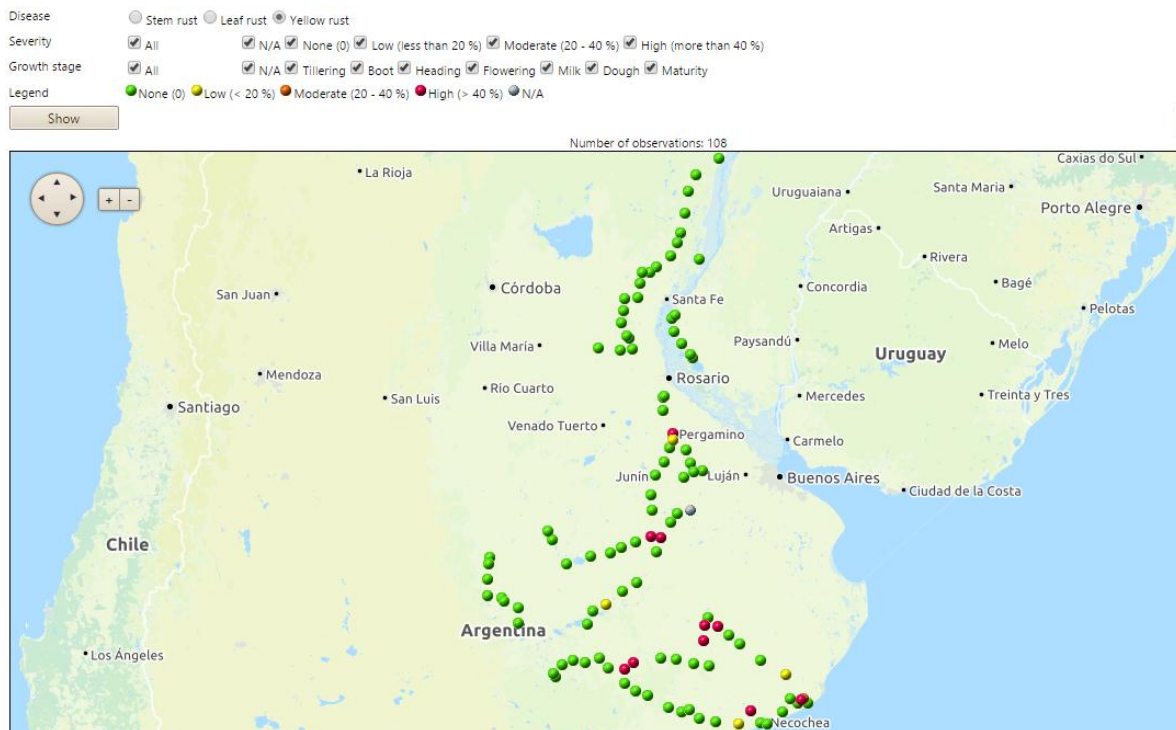 Disease Stem rust Leaf rust Yellow rust
Severity All N/A None (0) Low (less than 20 %) Moderate (20 - 40 %) High (more than 40 %)
Growth stage All N/A Tillering Boot Heading Flowering Milk Dough Maturity
Legend None (0) Low (< 20 %) Moderate (20 - 40 %) High (> 40 %) N/A
Show
Number of observations: 108
Caxias do Sul
La Rioja
Uruguaiana
Santa Maria
Porto Alegre
Artigas
Rivera
Bagé
Córdoba
Concordia
San Juan
Santa Fe
Pelotas
Paysandú
Melo
Villa María
Uruguay
Mendoza
Rosario
Rio Cuarto
San Luis
Mercedes
Treinta y Tres
Santiago
Venado Tuerto
Pergamino
Carmelo
Junín
Luján
Buenos Aires
Ciudad de la Costa
Chile
Argentina
Los Ángeles
Necochea
+ -